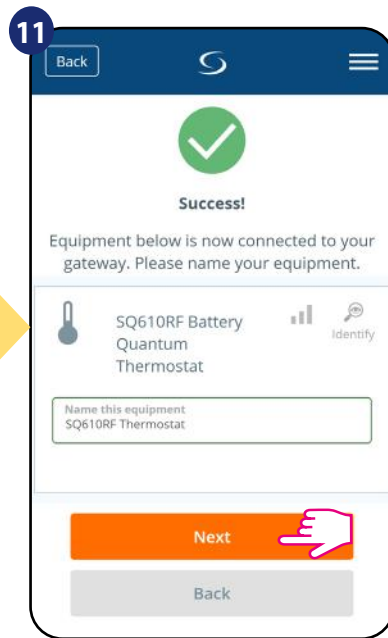 11
Back
Success!
Equipment below is now connected to your
gateway. Please name your equipment.
SQ610RF Battery
Quantum
Thermostat
Identify
Name this equipment
SQ610RF Thermostat
Next
Back